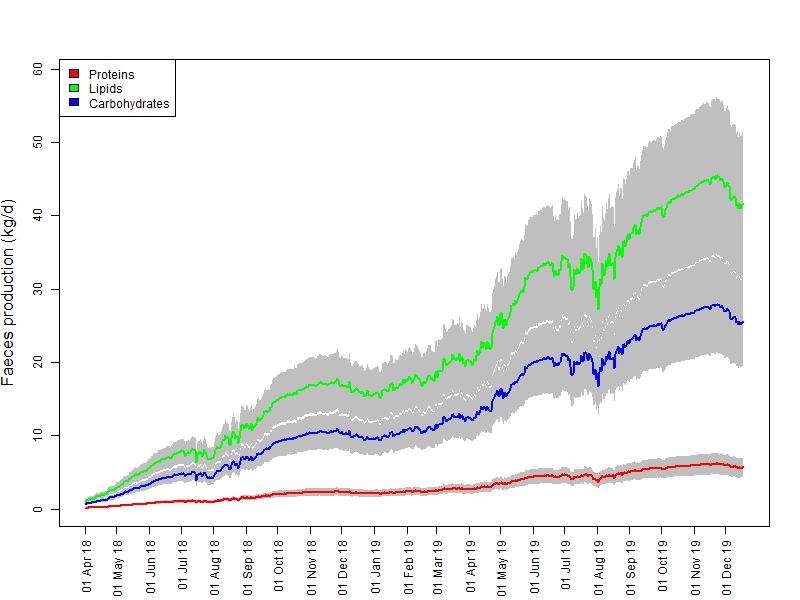 Proteins
Lipids
Carbohydrates
Faeces production (kg/d)
60
50
40
30
20
10
0
01 Apr 18
01 May 18
01 Jun 18
01 Jul 18
01 Aug 18
01 Sep 18
01 Oct 18
01 Nov 18
01 Dec 18
01 Jan 19
01 Feb 19
01 Mar 19
01 Apr 19
01 May 19
01 Jun 19
01 Jul 19
01 Aug 19
01 Sep 19
01 Oct 19
01 Nov 19
01 Dec 19